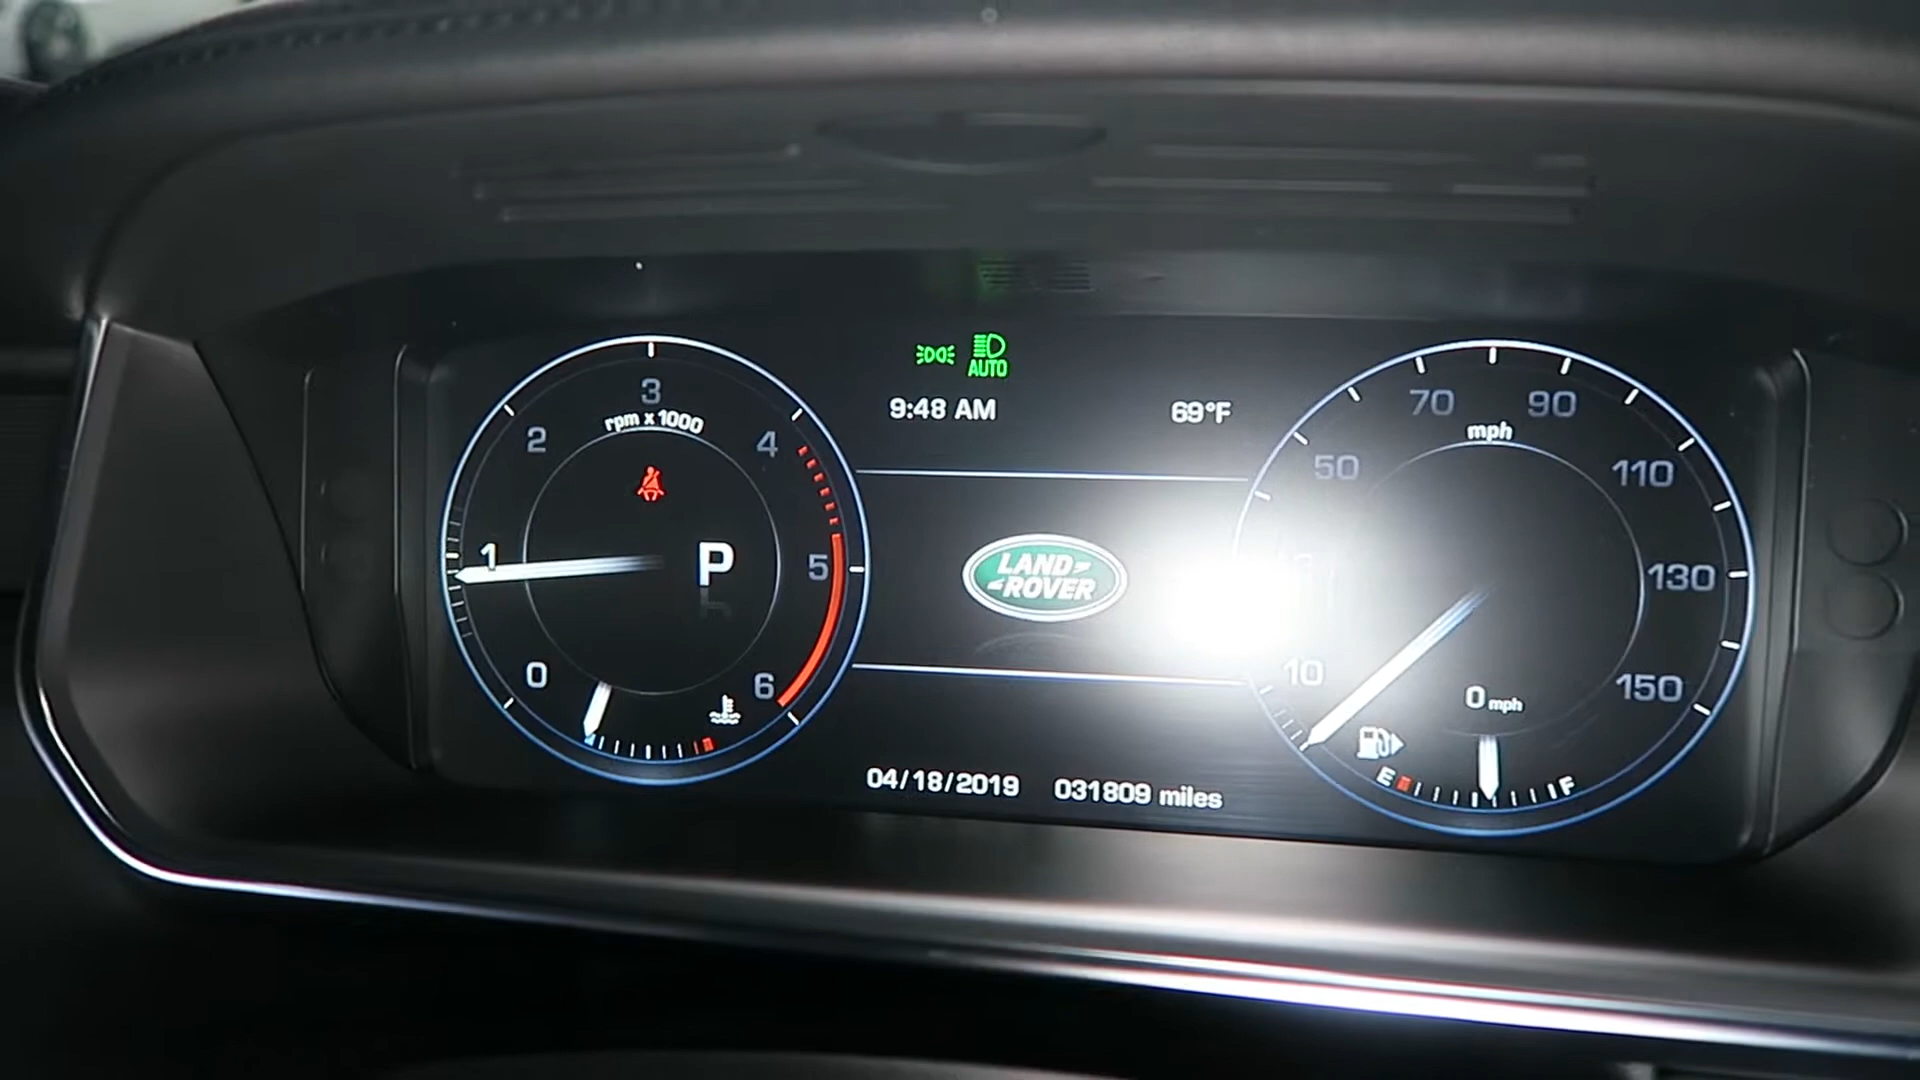 AUTO
9:48 AM
69°F
3
rpm x 1000
2
4
1
P
5
0
6
LAND
ROVER
70
90
mph
50
110
130
10
150
0 mph
E
F
04/18/2019
031809 miles